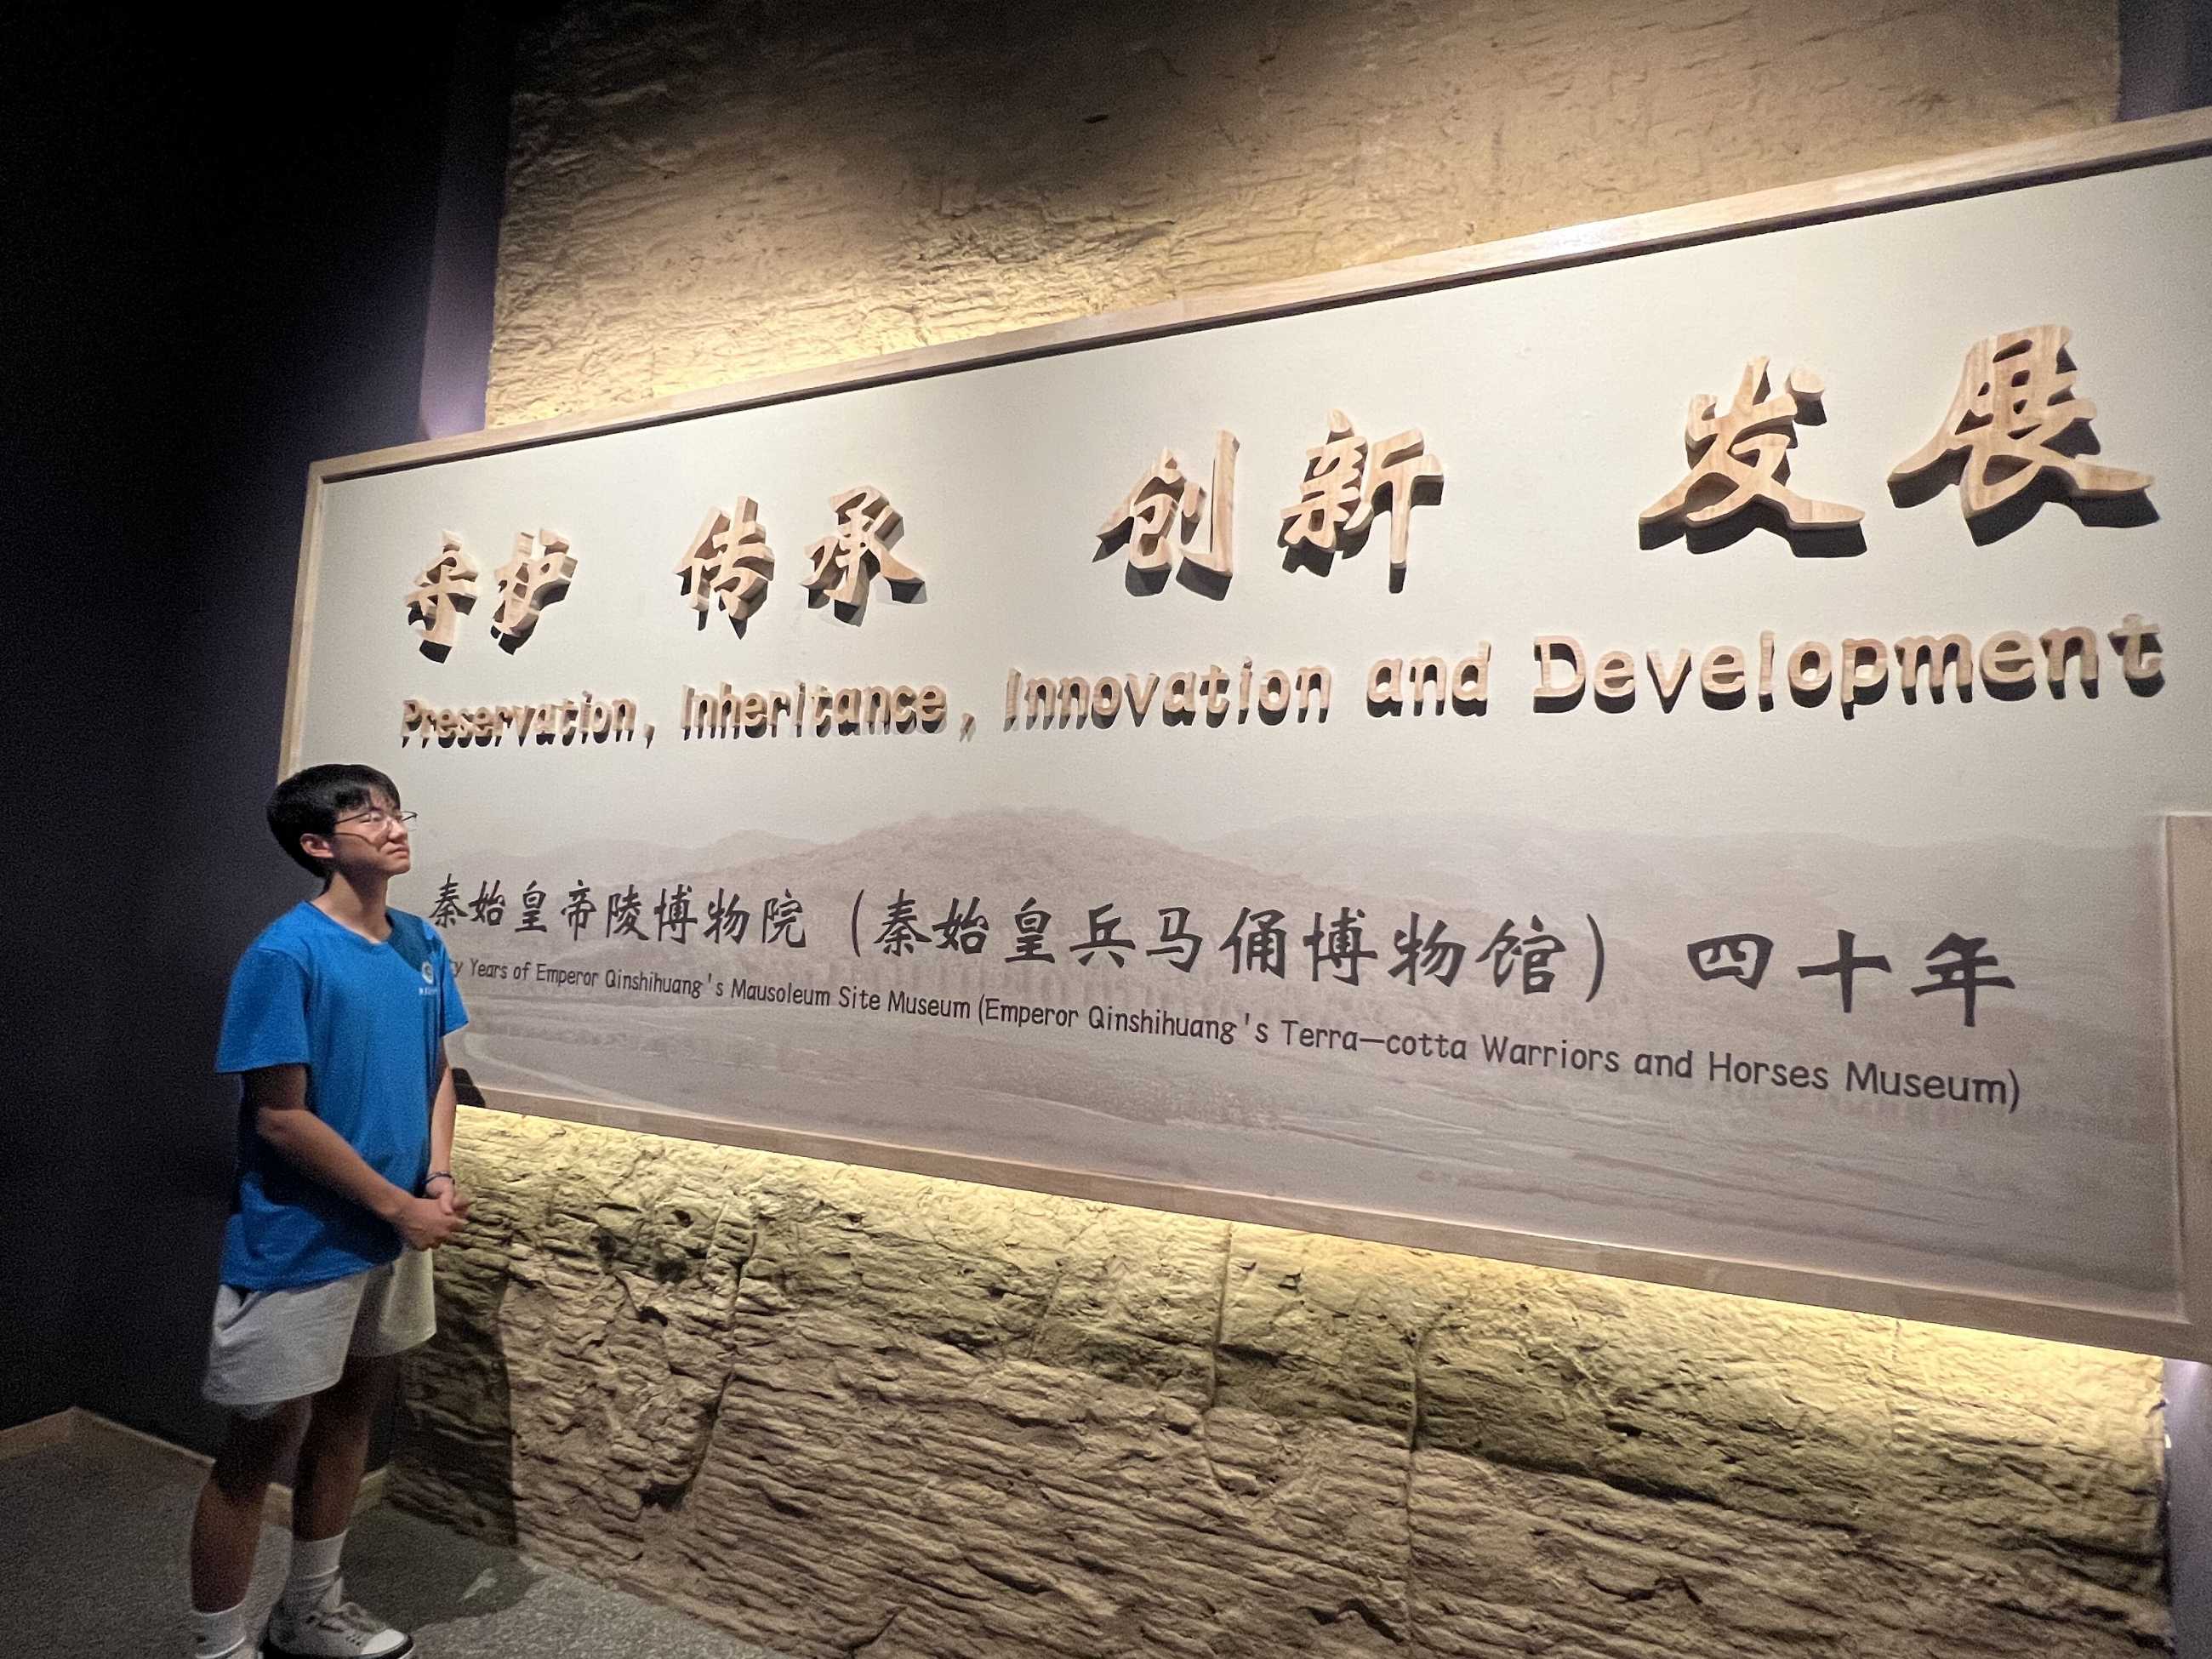 守护 传承 创新 发展
Preservation, Inheritance, Innovation and Development
秦始皇帝陵博物院（秦始皇兵马俑博物馆）四十年
Years of Emperor Qinshihuang's Mausoleum Site Museum (Emperor Qinshihuang's Terra—cotta Warriors and Horses Museum)